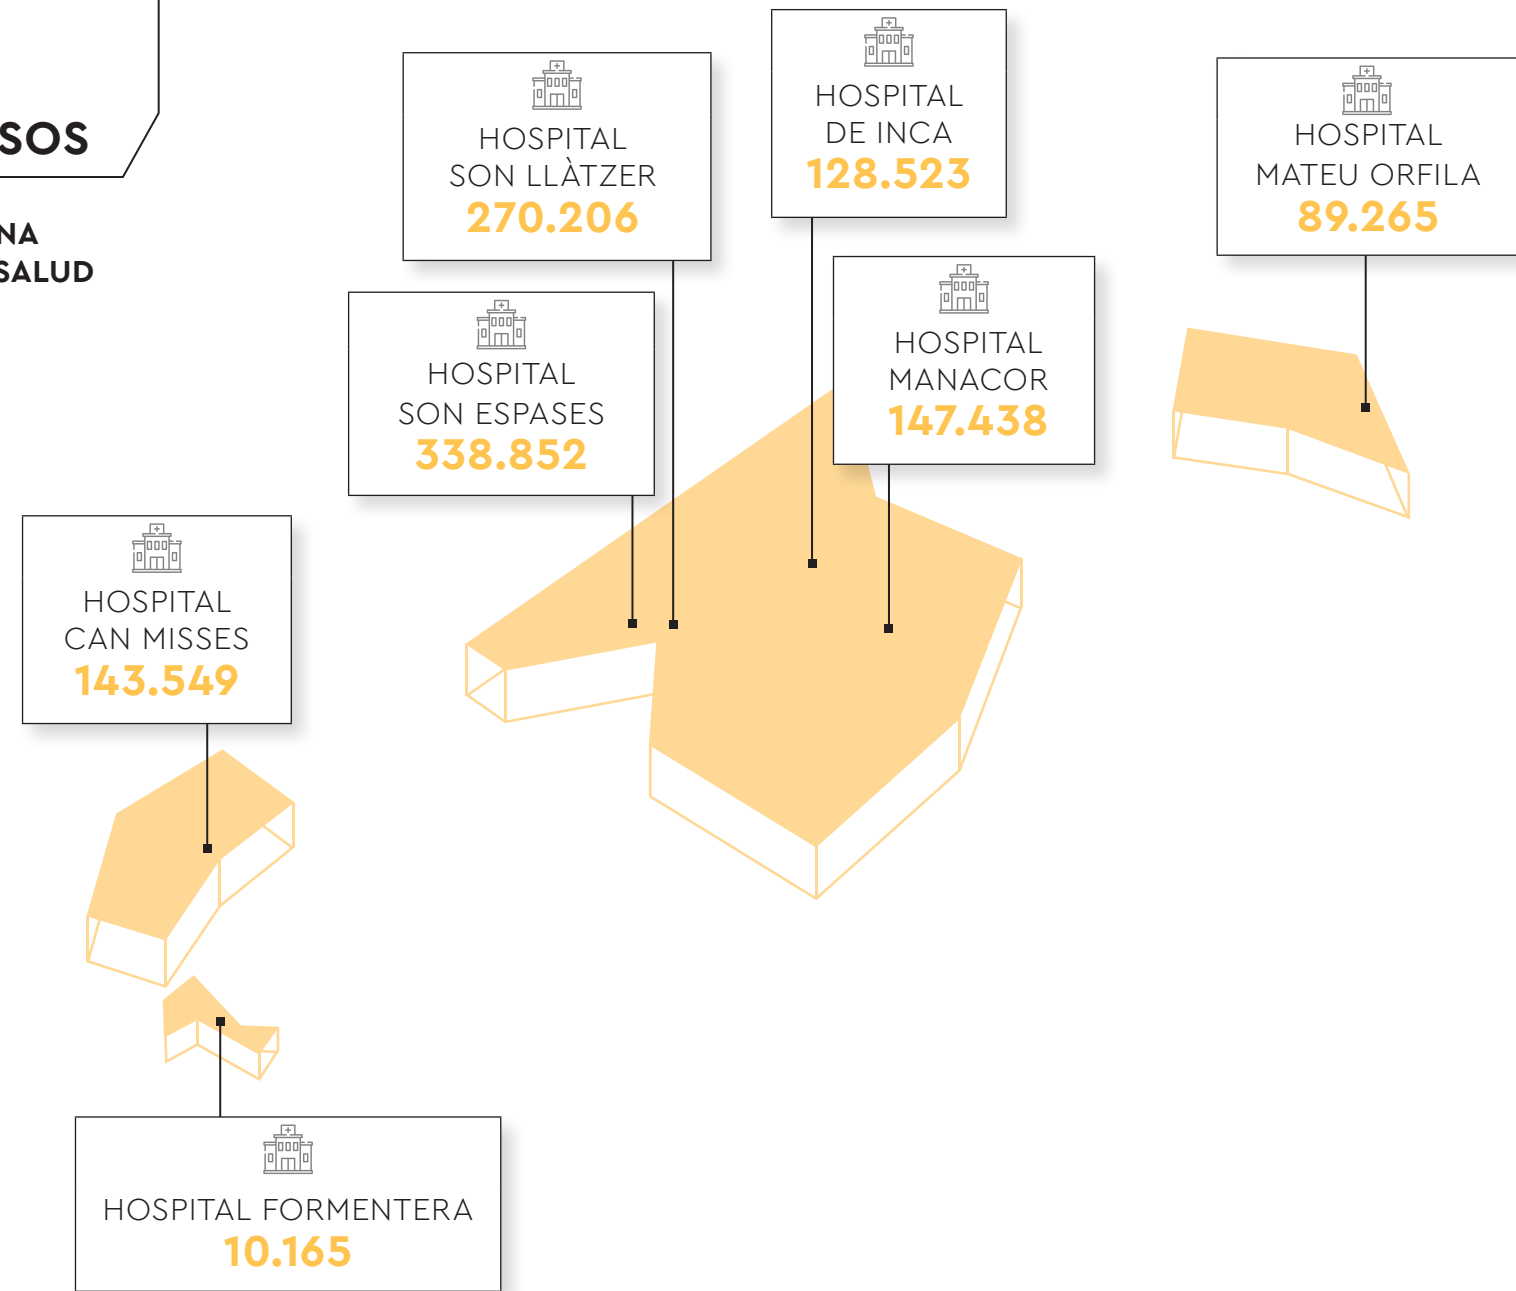 SOS
NA
SALUD
HOSPITAL
SON LLÀTZER
270.206
HOSPITAL
DE INCA
128.523
HOSPITAL
MATEU ORFILA
89.265
HOSPITAL
SON ESPASES
338.852
HOSPITAL
MANACOR
147.438
HOSPITAL
CAN MISSES
143.549
HOSPITAL FORMENTERA
10.165